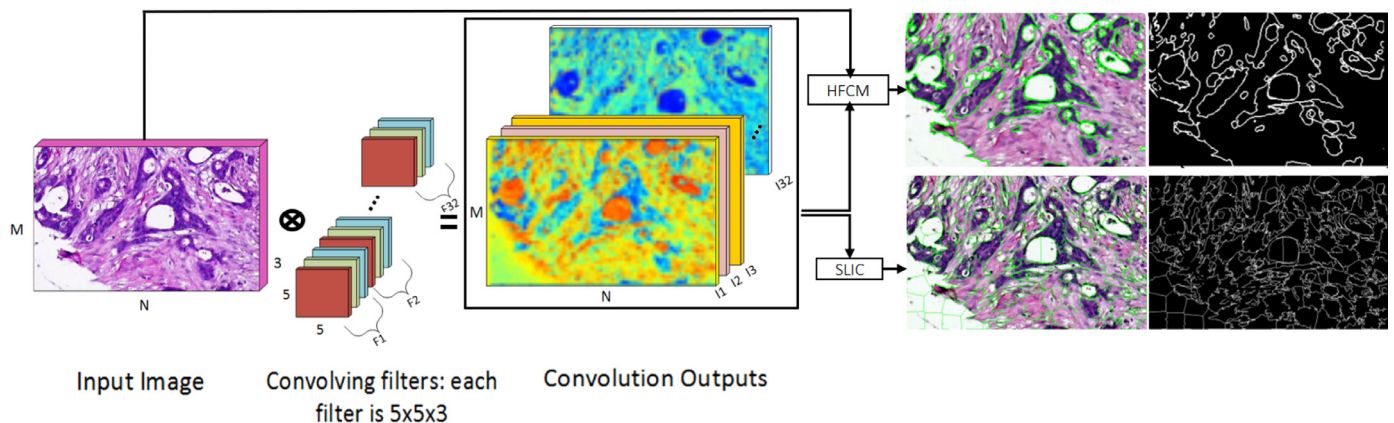 M
N
3
5
5
F1
F2
F32
M
N
I1
I2
I3
I32
HFCM
SLIC
Input Image
Convolving filters: each
filter is 5x5x3
Convolution Outputs